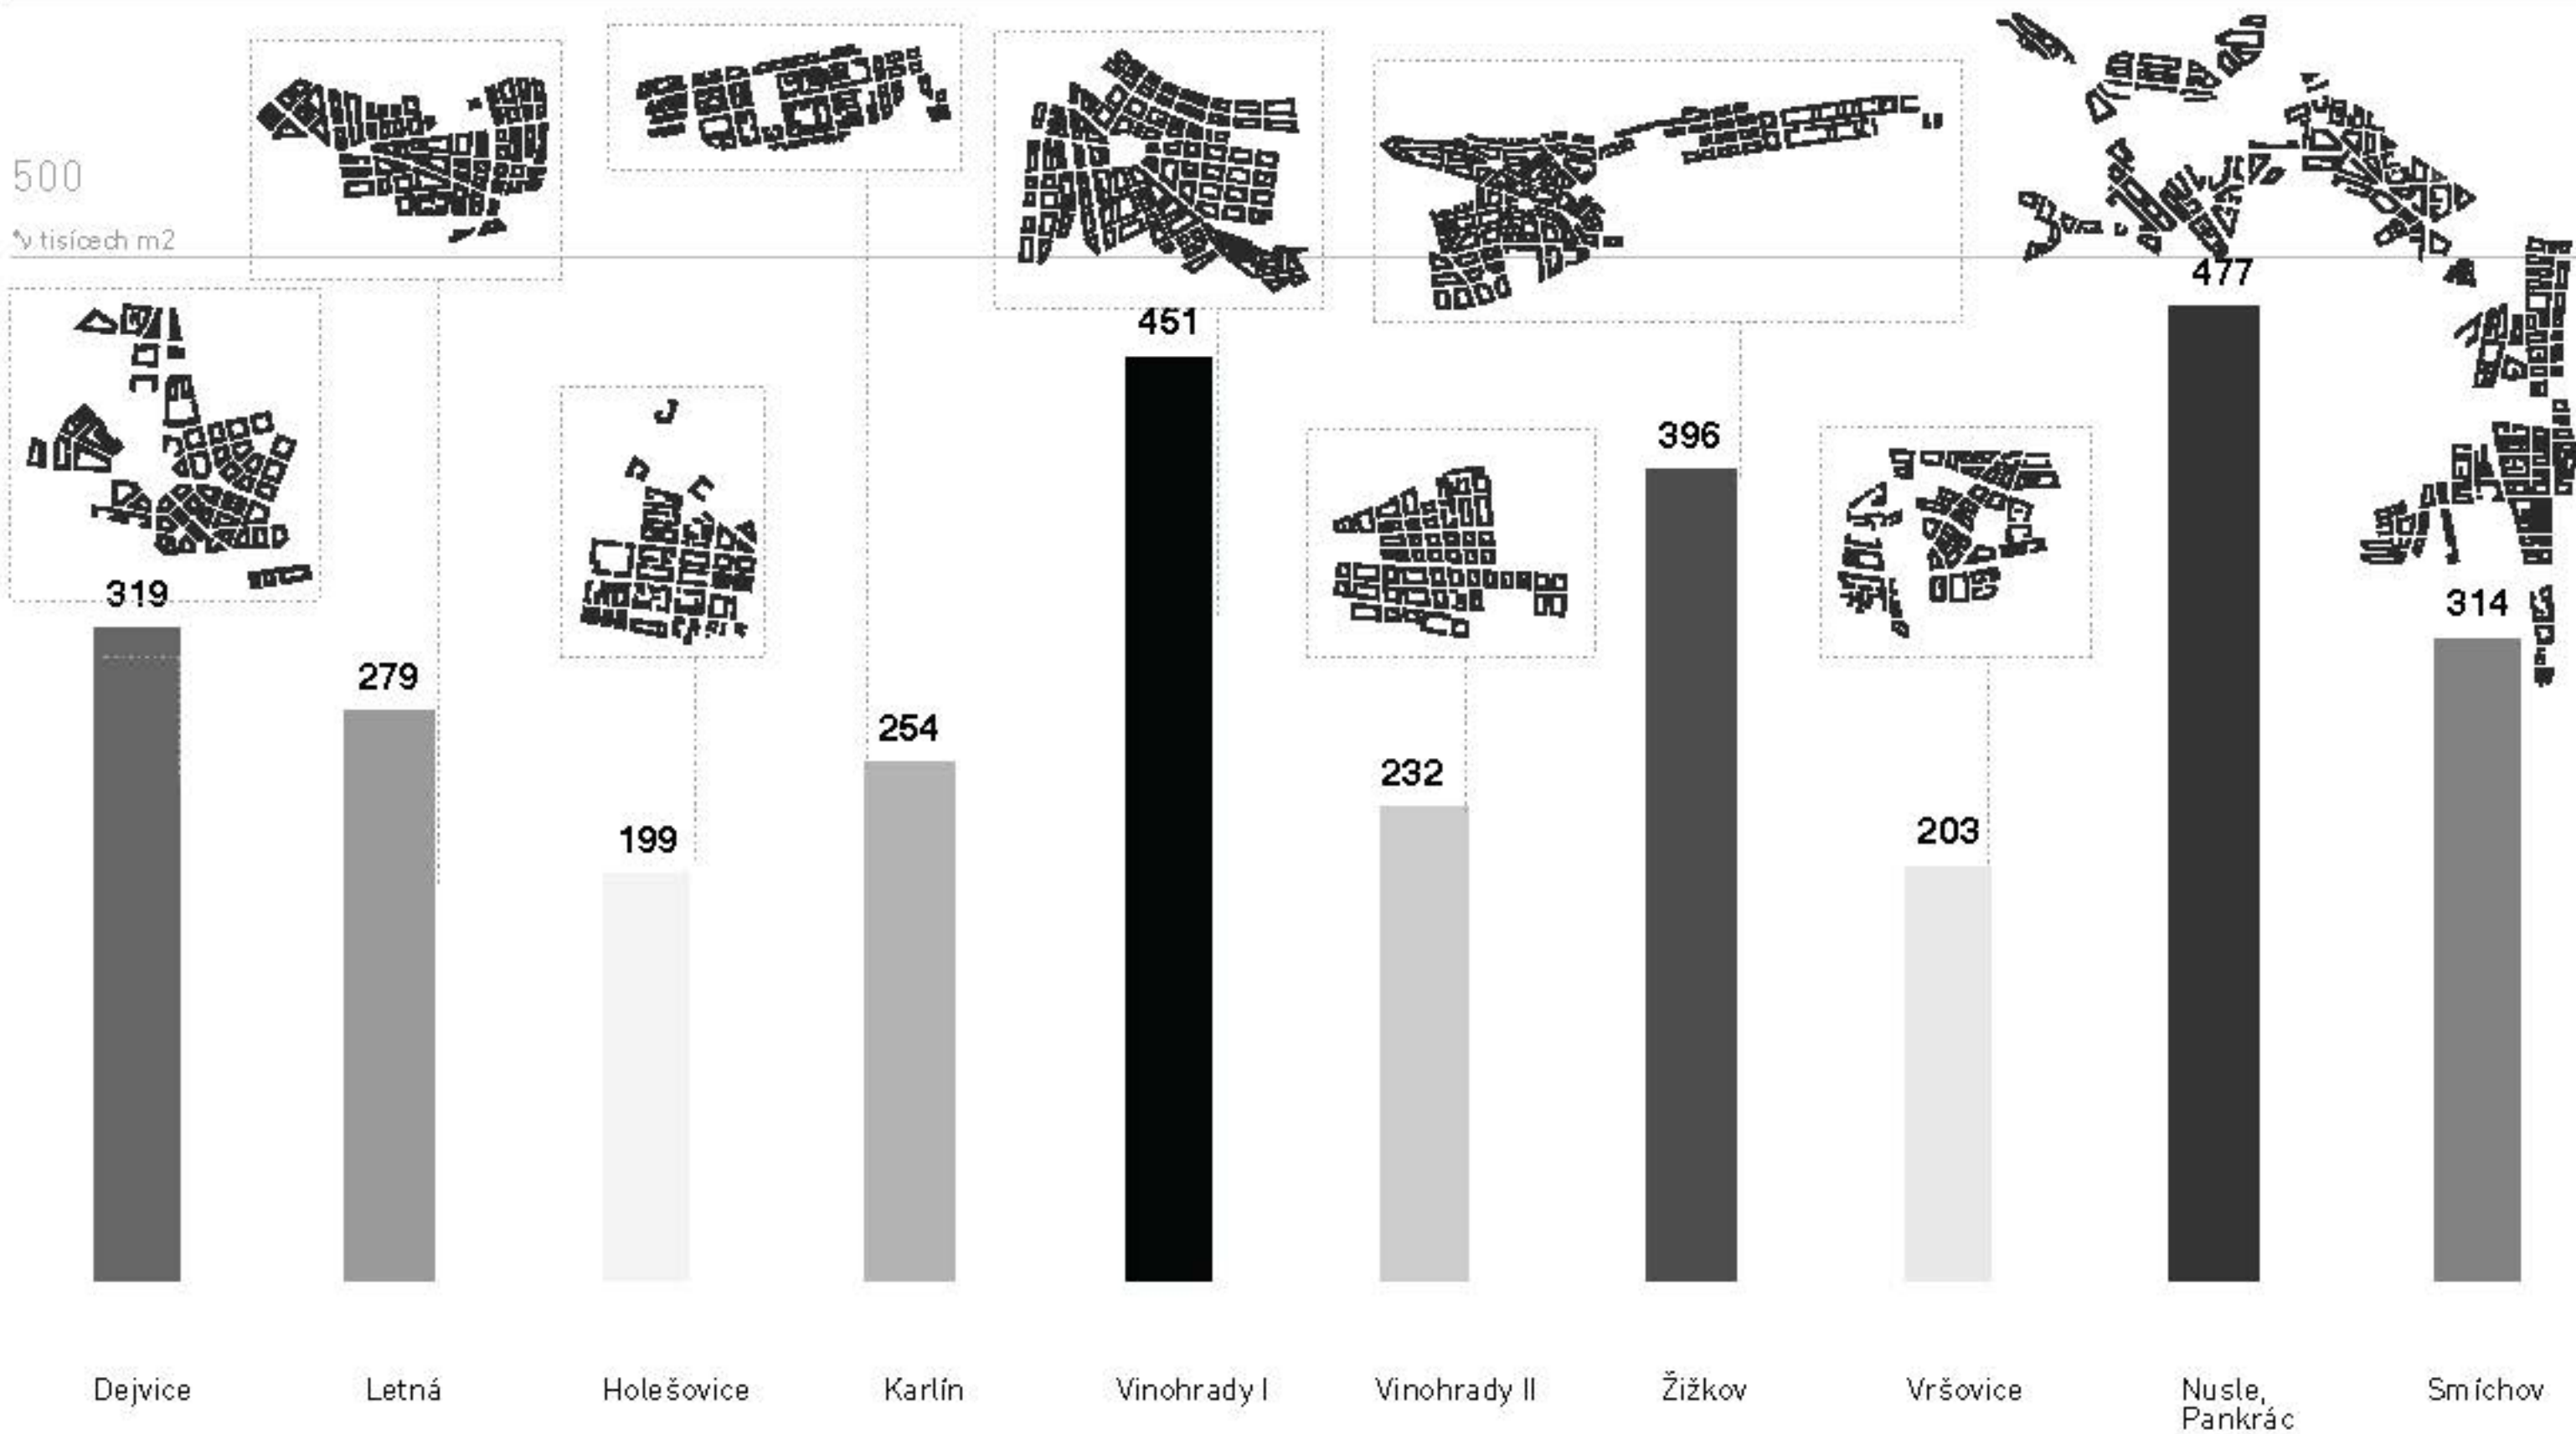 500
*v tisícech m2
477
451
396
319
314
279
254
232
199
203
Dejvice
Letná
Holešovice
Karlín
Vinohrady I
Vinohrady II
Žižkov
Vršovice
Nusle,
Pankrác
Smíchov